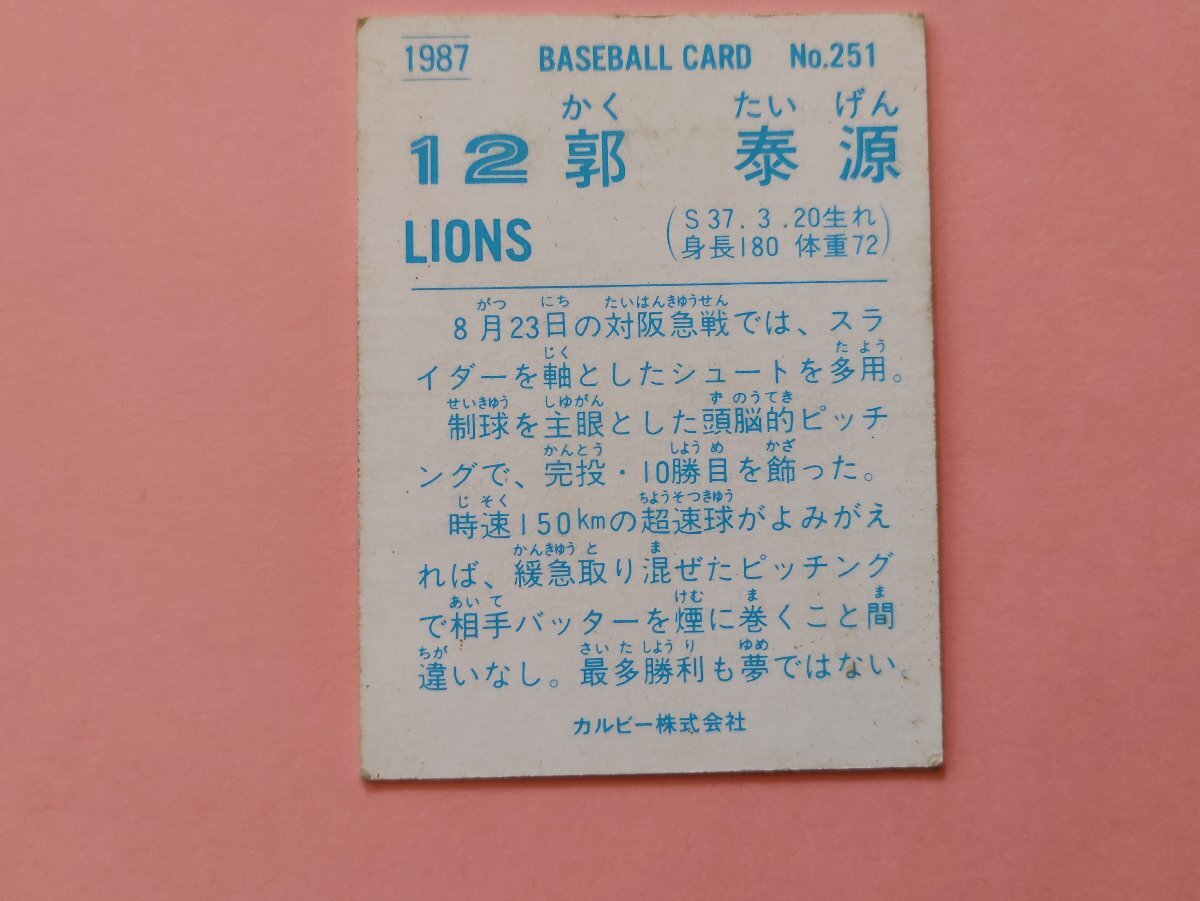 1987 BASEBALL CARD No.251
かく たい げん
12 郭 泰 源
LIONS
(S37.3.20生れ
身長180 体重72)
がつ にち たいはんきゅうせん
8月23日の対阪急戦では、スラ
じく た よう
イダーを軸としたシュートを多用。
せいきゆう しゆがん ず のうてき
制球を主眼とした頭脳的ピッチ
かんとう しよう め かざ
ングで、完投・10勝目を飾った。
じ そく ちようそつきゆう
時速150kmの超速球がよみがえ
かんきゆう と ま
れば、緩急取り混ぜたピッチング
あい て けむ ま ま
で相手バッターを煙に巻くこと間
ちが さい た しよう り ゆめ
違いなし。最多勝利も夢ではない。
カルビー株式会社